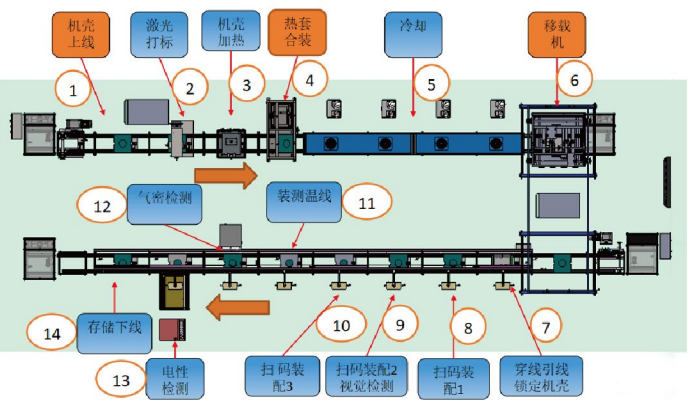 机壳
上线
激光
打标
机壳
加热
热套
合装
冷却
移载
机
1
2
3
4
5
6
12
气密检测
装测温线
11
14
存储下线
10
9
8
7
13
电性
检测
扫码装
配3
扫码装配2
视觉检测
扫码装
配1
穿线引线
锁定机壳